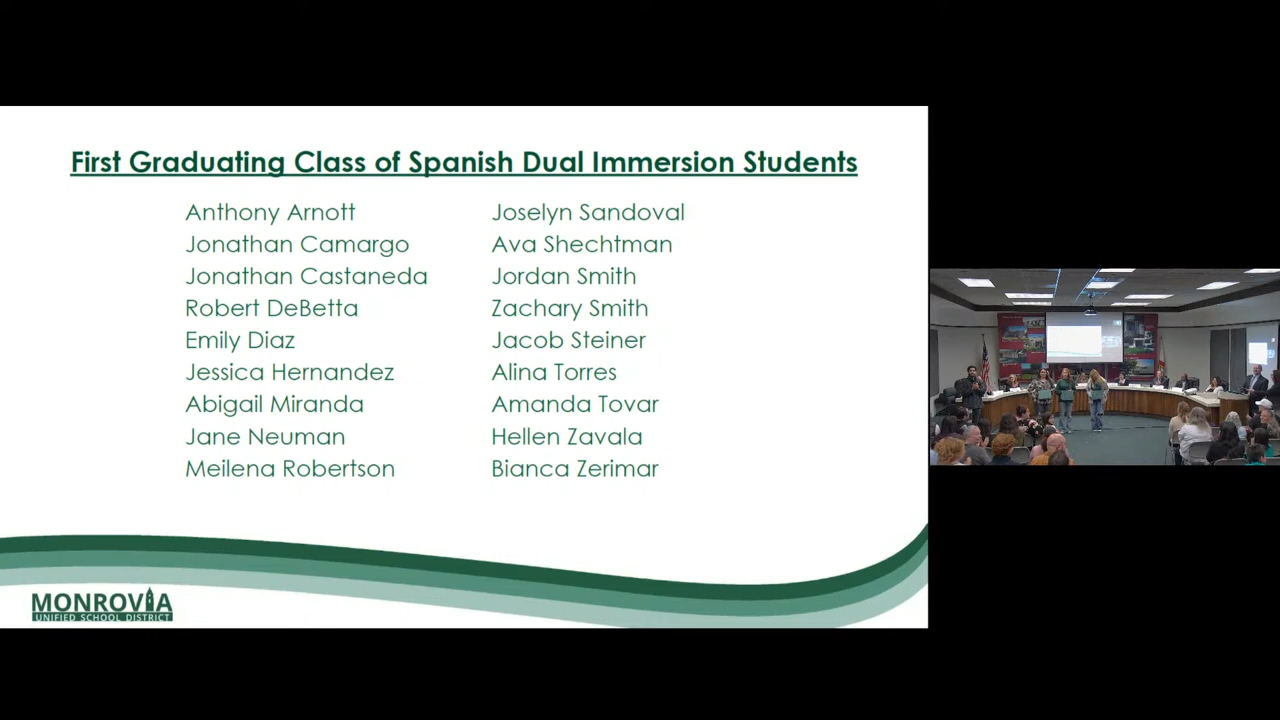 First Graduating Class of Spanish Dual Immersion Students
Anthony Arnott
Jonathan Camargo
Jonathan Castaneda
Robert DeBetta
Emily Diaz
Jessica Hernandez
Abigail Miranda
Jane Neuman
Meilena Robertson
Joselyn Sandoval
Ava Shechtman
Jordan Smith
Zachary Smith
Jacob Steiner
Alina Torres
Amanda Tovar
Hellen Zavala
Bianca Zerimar
MONROVIA
UNIFIED SCHOOL DISTRICT